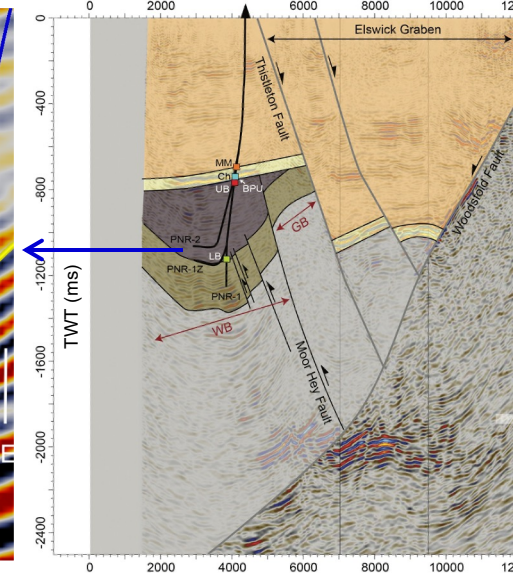 0 2000 4000 6000 8000 10000
Elswick Graben
Thistleton Fault
Woodsfold Fault
MM
Ch
UB
BPU
GB
PNR-2
LB
PNR-1Z
PNR-1
WB
Moor Hey Fault
TWT (ms)
0
-400
-800
-1200
-1600
-2000
-2400
E
0 2000 4000 6000 8000 10000